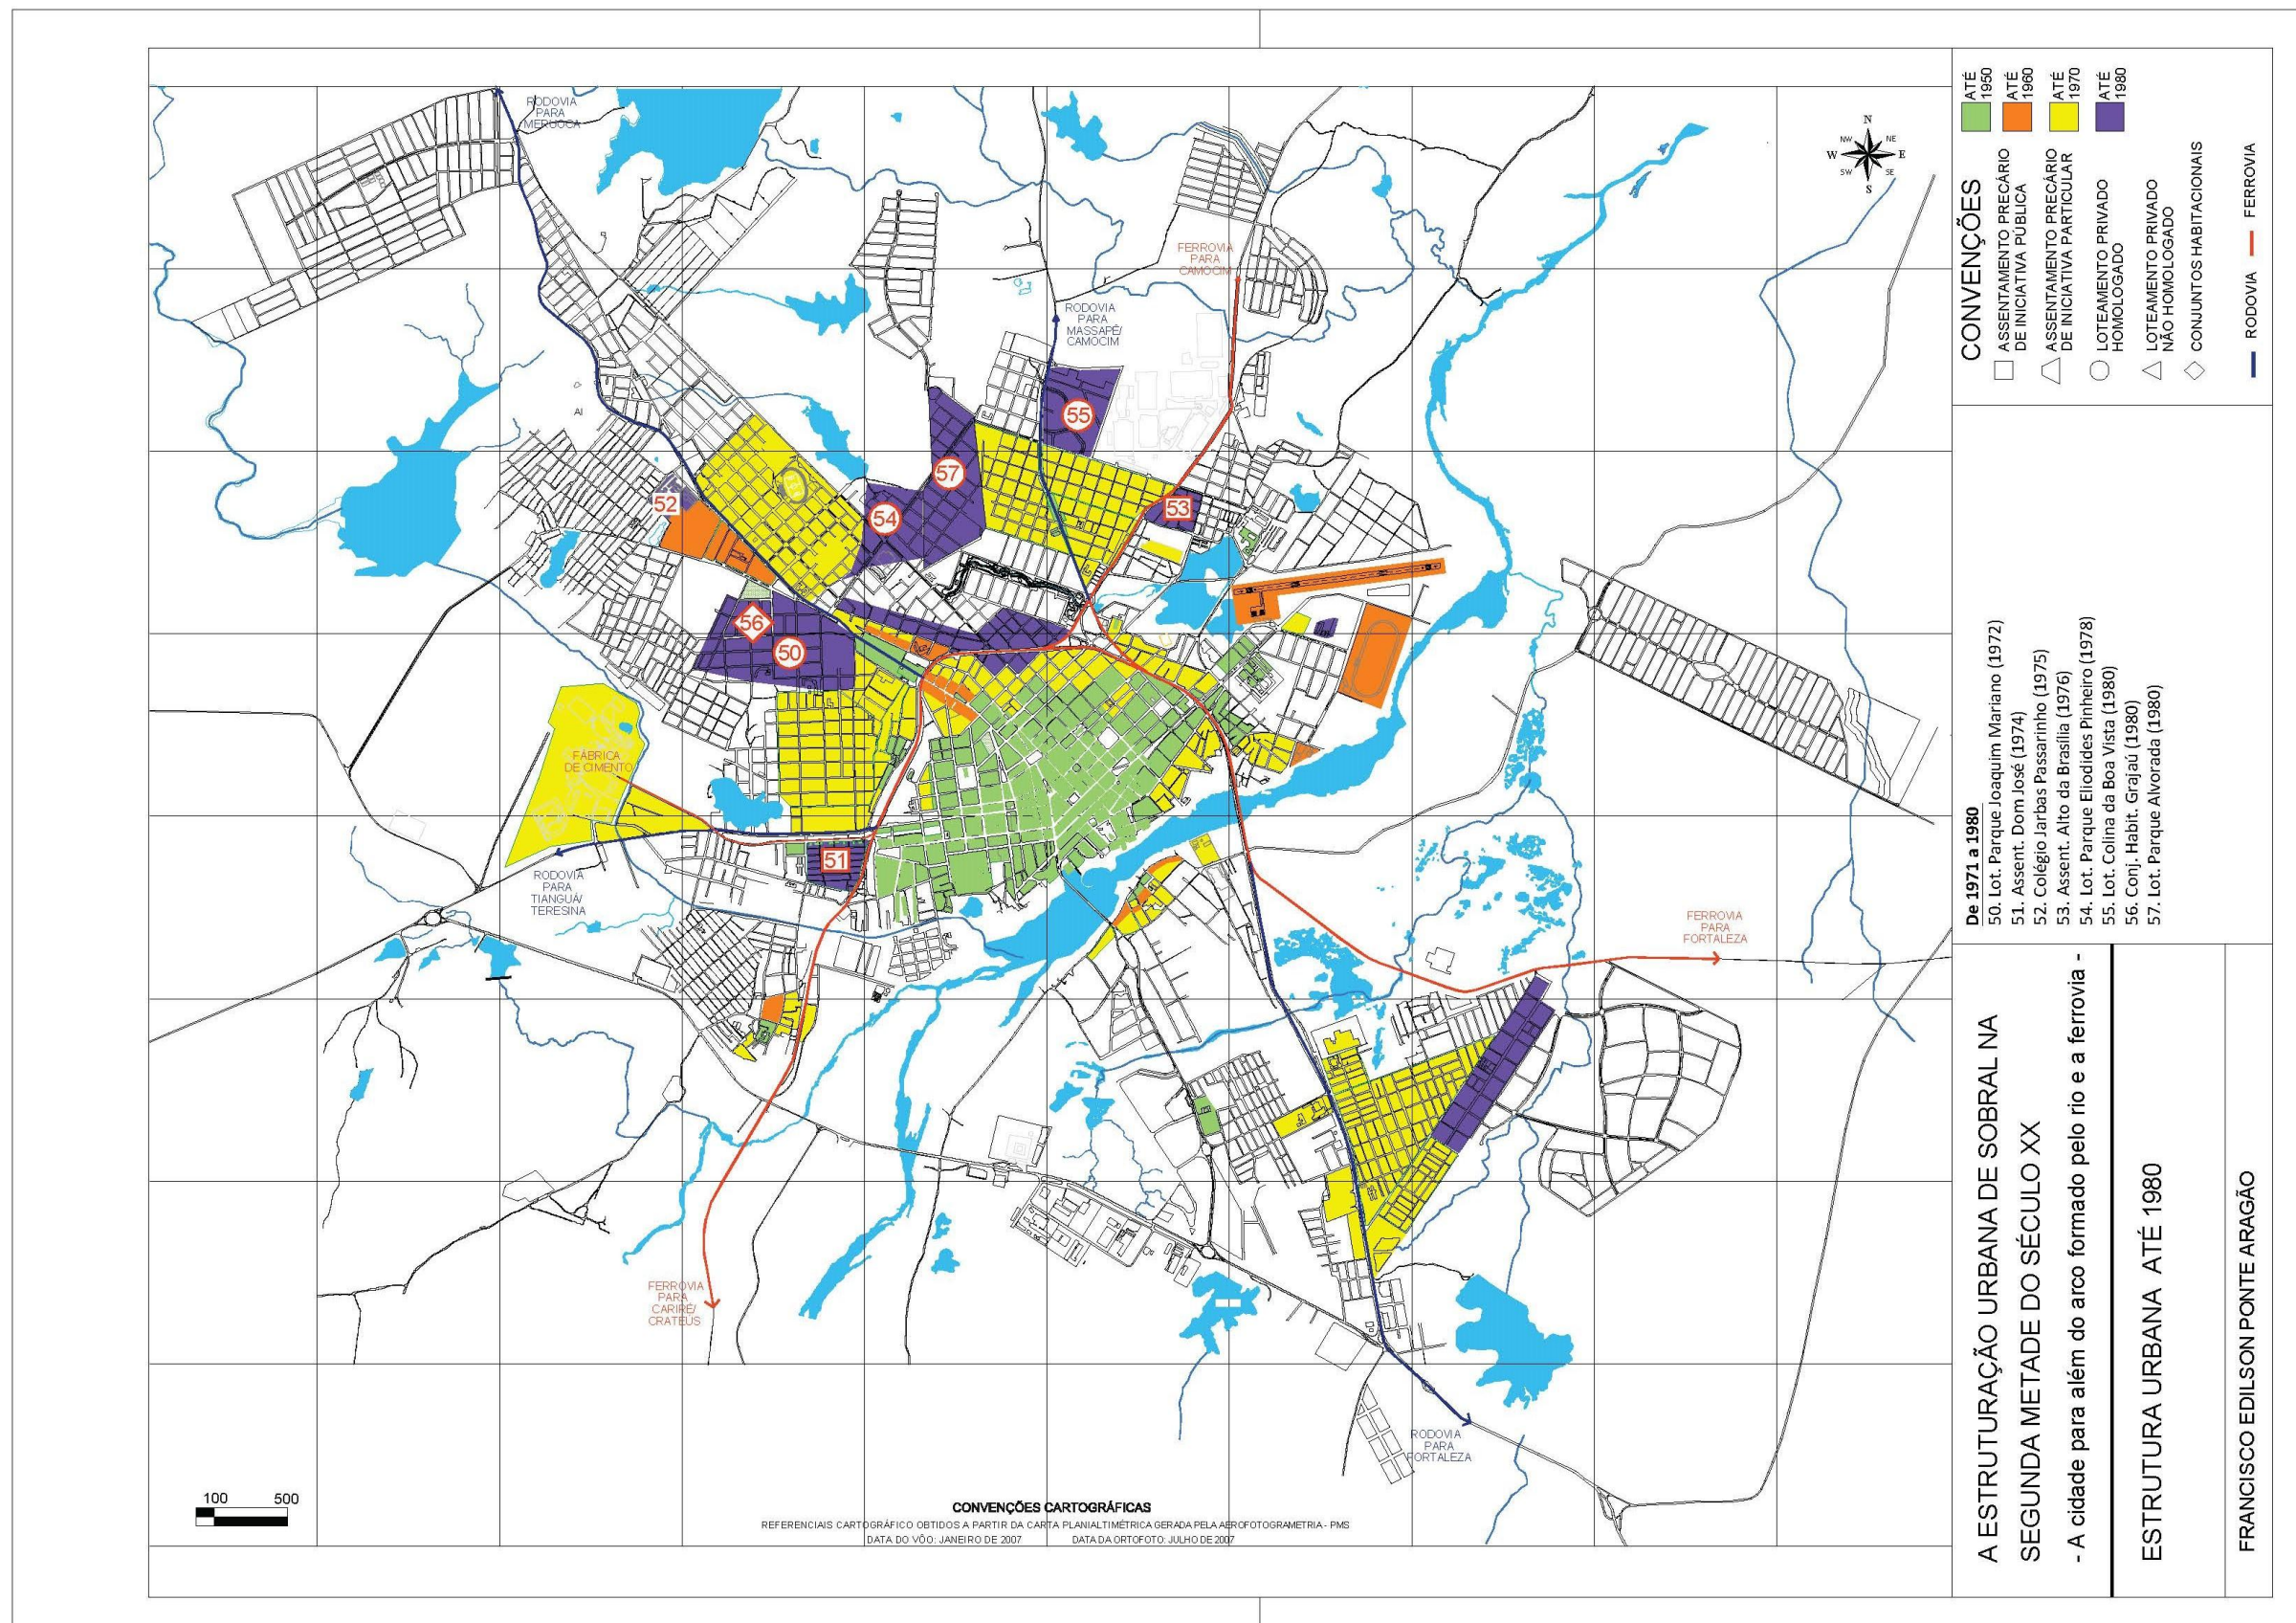 RODOVIA
PARA
MERUOCA
FERROVIA
PARA
CAMOCIM
RODOVIA
PARA
MASSAPÊ/
CAMOCIM
AI
55
57
52
54
53
56
50
FÁBRICA
DE CIMENTO
51
RODOVIA
PARA
TIANGUÁ/
TERESINA
FERROVIA
PARA
FORTALEZA
FERROVIA
PARA
CARIRÉ/
CRATEÚS
RODOVIA
PARA
FORTALEZA
N
NW
NE
W
E
SW
SE
S
100 500
CONVENÇÕES CARTOGRÁFICAS
REFERENCIAIS CARTOGRÁFICO OBTIDOS A PARTIR DA CARTA PLANIALTIMÉTRICA GERADA PELA AEROFOTOGRAMETRIA - PMS
DATA DO VÔO: JANEIRO DE 2007 DATA DA ORTOFOTO: JULHO DE 2007
CONVENÇÕES
ATÉ
1950
ATÉ
1960
ATÉ
1970
ATÉ
1980
ASSENTAMENTO PRECÁRIO
DE INICIATIVA PÚBLICA
ASSENTAMENTO PRECÁRIO
DE INICIATIVA PARTICULAR
LOTEAMENTO PRIVADO
HOMOLOGADO
LOTEAMENTO PRIVADO
NÃO HOMOLOGADO
CONJUNTOS HABITACIONAIS
RODOVIA
FERROVIA
De 1971 a 1980
50. Lot. Parque Joaquim Mariano (1972)
51. Assent. Dom José (1974)
52. Colégio Jarbas Passarinho (1975)
53. Assent. Alto da Brasília (1976)
54. Lot. Parque Eliodides Pinheiro (1978)
55. Lot. Colina da Boa Vista (1980)
56. Conj. Habit. Grajaú (1980)
57. Lot. Parque Alvorada (1980)
A ESTRUTURAÇÃO URBANA DE SOBRAL NA
SEGUNDA METADE DO SÉCULO XX
- A cidade para além do arco formado pelo rio e a ferrovia -
ESTRUTURA URBANA ATÉ 1980
FRANCISCO EDILSON PONTE ARAGÃO